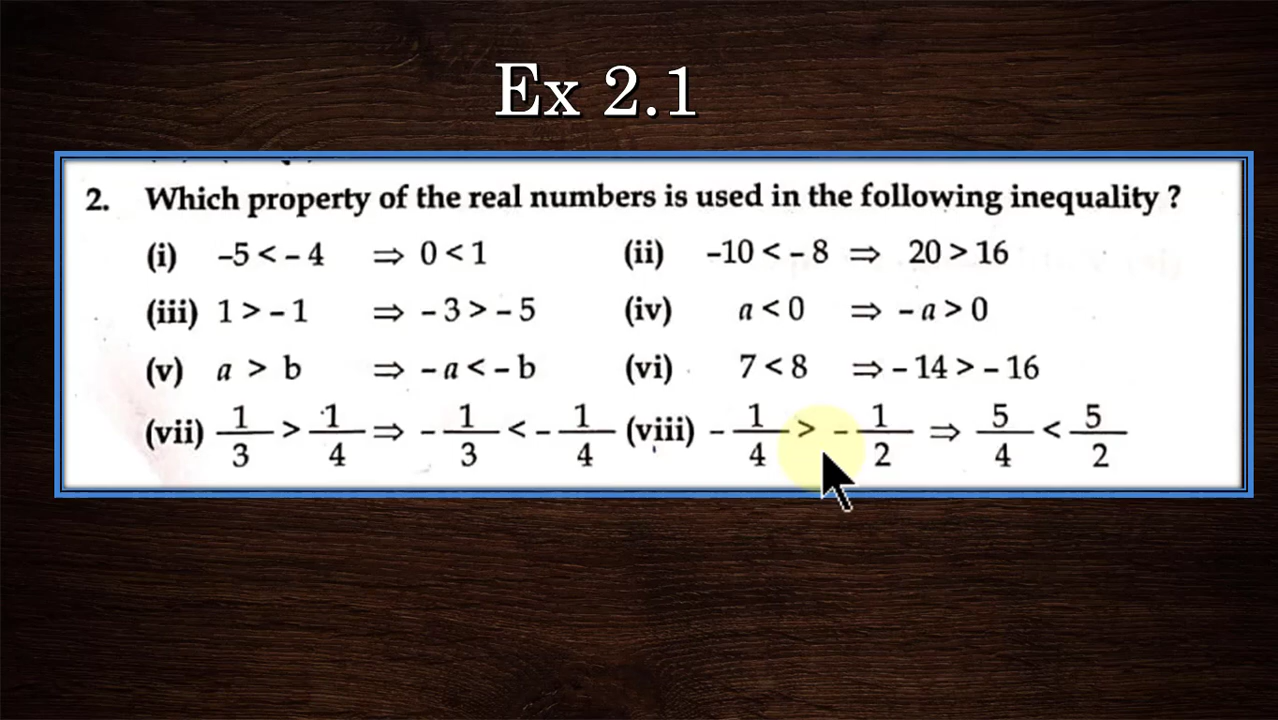 Ex 2.1
2. Which property of the real numbers is used in the following inequality ?
(i) -5 < - 4 ⇒ 0 < 1 (ii) -10 < - 8 ⇒ 20 > 16
(iii) 1 > - 1 ⇒ - 3 > - 5 (iv) a < 0 ⇒ - a > 0
(v) a > b ⇒ - a < - b (vi) 7 < 8 ⇒ - 14 > - 16
(vii) 1/3 > 1/4 ⇒ - 1/3 < - 1/4 (viii) - 1/4 > - 1/2 ⇒ 5/4 < 5/2